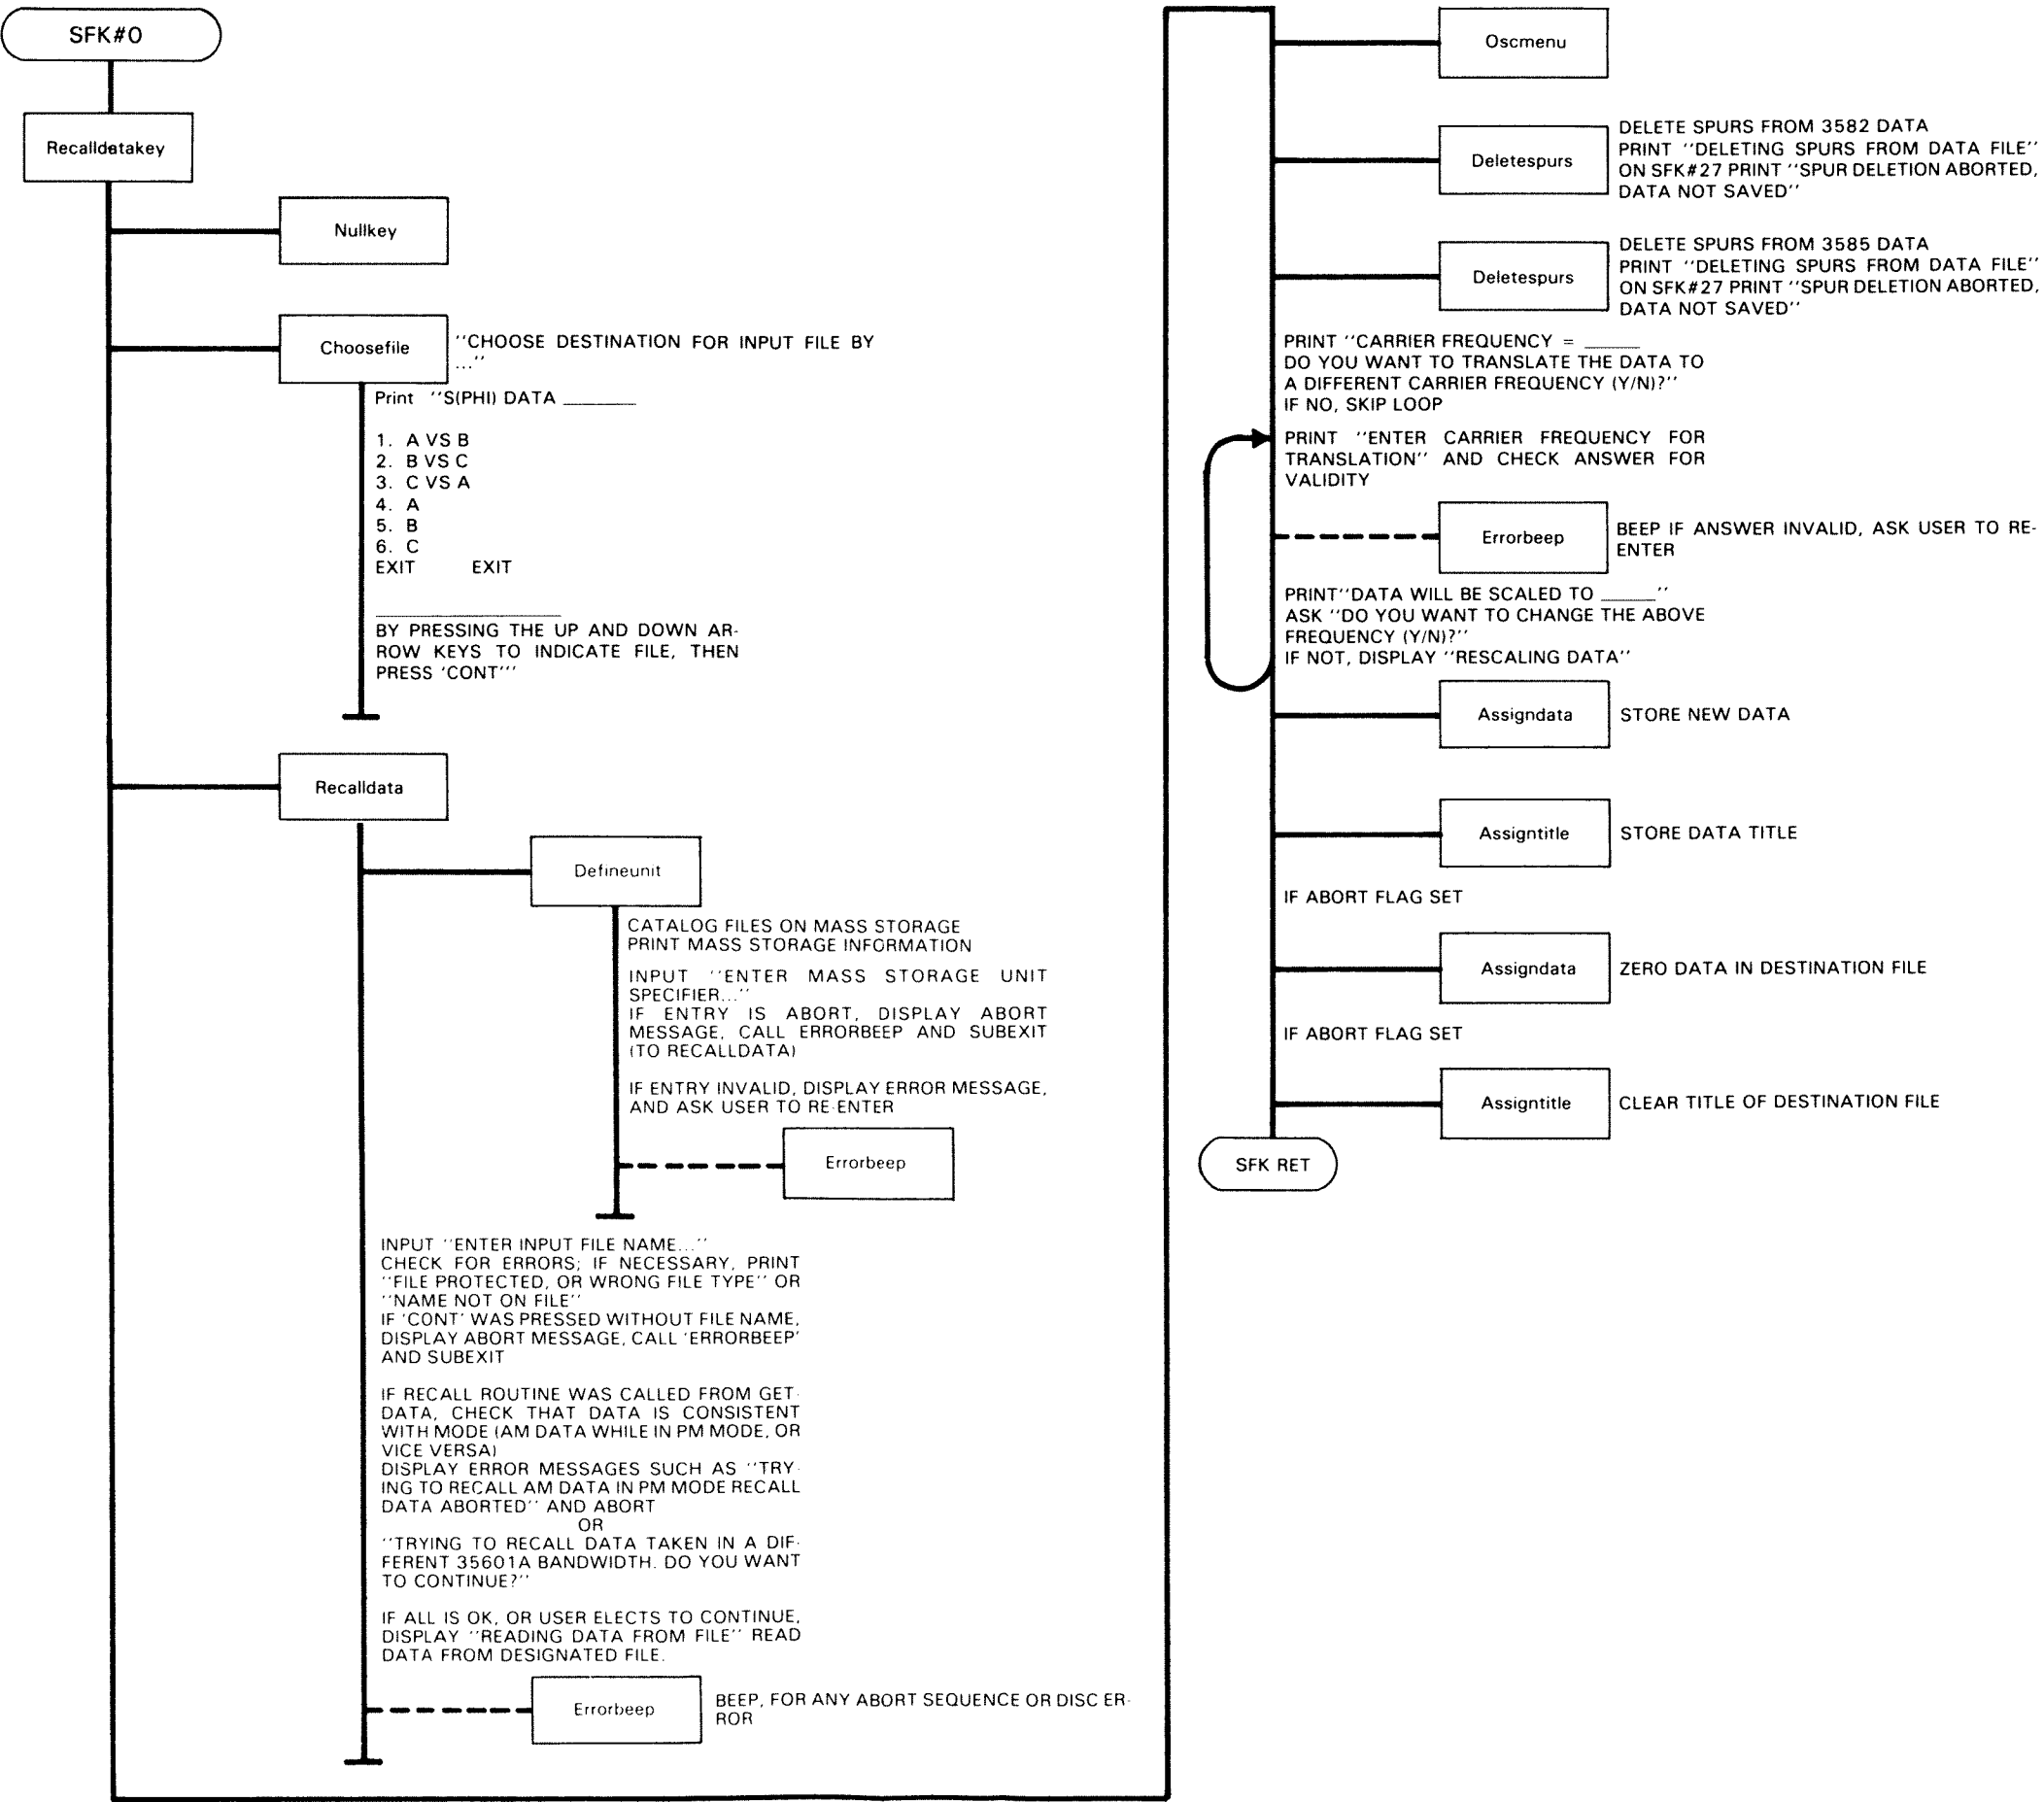 SFK#0
Recalldatakey
Nullkey
Choosefile
''CHOOSE DESTINATION FOR INPUT FILE BY
...''
Print ''S(PHI) DATA ______
1. A VS B
2. B VS C
3. C VS A
4. A
5. B
6. C
EXIT EXIT
BY PRESSING THE UP AND DOWN AR-
ROW KEYS TO INDICATE FILE, THEN
PRESS 'CONT'''
Recalldata
Defineunit
CATALOG FILES ON MASS STORAGE
PRINT MASS STORAGE INFORMATION
INPUT ''ENTER MASS STORAGE UNIT
SPECIFIER...''
IF ENTRY IS ABORT, DISPLAY ABORT
MESSAGE, CALL ERRORBEEP AND SUBEXIT
(TO RECALLDATA)
IF ENTRY INVALID, DISPLAY ERROR MESSAGE,
AND ASK USER TO RE-ENTER
Errorbeep
INPUT ''ENTER INPUT FILE NAME...''
CHECK FOR ERRORS; IF NECESSARY, PRINT
''FILE PROTECTED, OR WRONG FILE TYPE'' OR
''NAME NOT ON FILE''
IF 'CONT' WAS PRESSED WITHOUT FILE NAME,
DISPLAY ABORT MESSAGE, CALL 'ERRORBEEP'
AND SUBEXIT
IF RECALL ROUTINE WAS CALLED FROM GET-
DATA, CHECK THAT DATA IS CONSISTENT
WITH MODE (AM DATA WHILE IN PM MODE, OR
VICE VERSA)
DISPLAY ERROR MESSAGES SUCH AS ''TRY-
ING TO RECALL AM DATA IN PM MODE RECALL
DATA ABORTED'' AND ABORT
OR
''TRYING TO RECALL DATA TAKEN IN A DIF-
FERENT 35601A BANDWIDTH. DO YOU WANT
TO CONTINUE?''
IF ALL IS OK, OR USER ELECTS TO CONTINUE,
DISPLAY ''READING DATA FROM FILE'' READ
DATA FROM DESIGNATED FILE.
Errorbeep
BEEP, FOR ANY ABORT SEQUENCE OR DISC ER-
ROR
Oscmenu
Deletespurs
DELETE SPURS FROM 3582 DATA
PRINT ''DELETING SPURS FROM DATA FILE''
ON SFK#27 PRINT ''SPUR DELETION ABORTED,
DATA NOT SAVED''
Deletespurs
DELETE SPURS FROM 3585 DATA
PRINT ''DELETING SPURS FROM DATA FILE''
ON SFK#27 PRINT ''SPUR DELETION ABORTED,
DATA NOT SAVED''
PRINT ''CARRIER FREQUENCY = ______
DO YOU WANT TO TRANSLATE THE DATA TO
A DIFFERENT CARRIER FREQUENCY (Y/N)?''
IF NO, SKIP LOOP
PRINT ''ENTER CARRIER FREQUENCY FOR
TRANSLATION'' AND CHECK ANSWER FOR
VALIDITY
Errorbeep
BEEP IF ANSWER INVALID, ASK USER TO RE-
ENTER
PRINT''DATA WILL BE SCALED TO ______''
ASK ''DO YOU WANT TO CHANGE THE ABOVE
FREQUENCY (Y/N)?''
IF NOT, DISPLAY ''RESCALING DATA''
Assigndata
STORE NEW DATA
Assigntitle
STORE DATA TITLE
IF ABORT FLAG SET
Assigndata
ZERO DATA IN DESTINATION FILE
IF ABORT FLAG SET
Assigntitle
CLEAR TITLE OF DESTINATION FILE
SFK RET